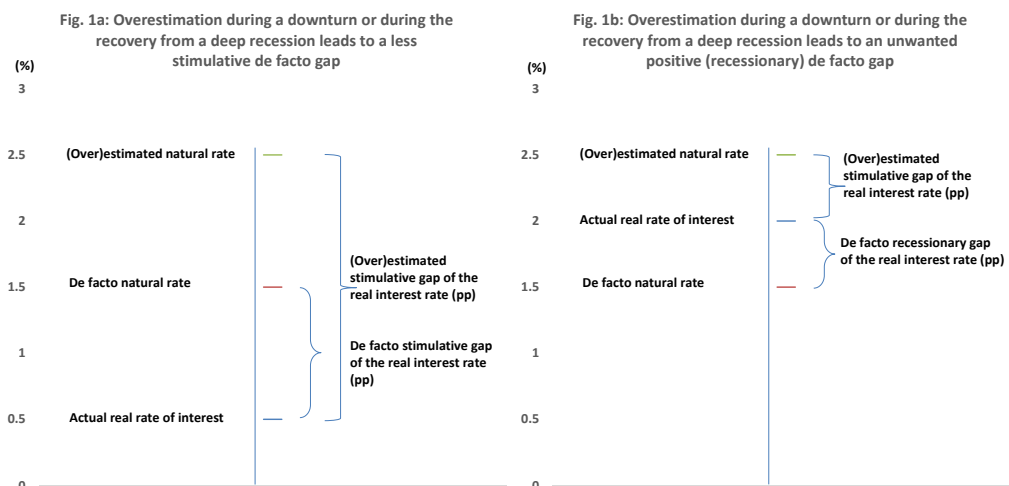 Fig. 1a: Overestimation during a downturn or during the
recovery from a deep recession leads to a less
stimulative de facto gap
(%)
3
2.5
2
1.5
1
0.5
0
(Over)estimated natural rate
De facto natural rate
Actual real rate of interest
(Over)estimated
stimulative gap of the
real interest rate (pp)
De facto stimulative gap
of the real interest rate
(pp)
Fig. 1b: Overestimation during a downturn or during the
recovery from a deep recession leads to an unwanted
positive (recessionary) de facto gap
(%)
3
2.5
2
1.5
1
0.5
0
(Over)estimated natural rate
Actual real rate of interest
De facto natural rate
(Over)estimated
stimulative gap of the
real interest rate (pp)
De facto recessionary gap
of the real interest rate (pp)